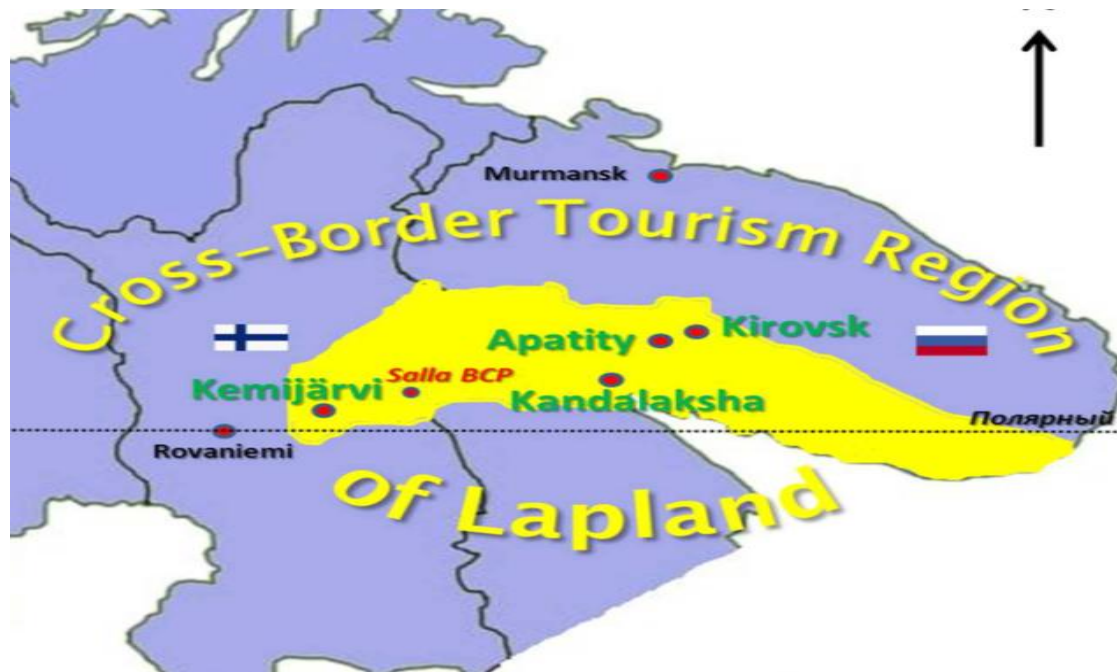 Murmansk
Cross-Border Tourism Region
Apatity
Kirovsk
Salla BCP
Kemijärvi
Kandalaksha
Полярный
Rovaniemi
of Lapland